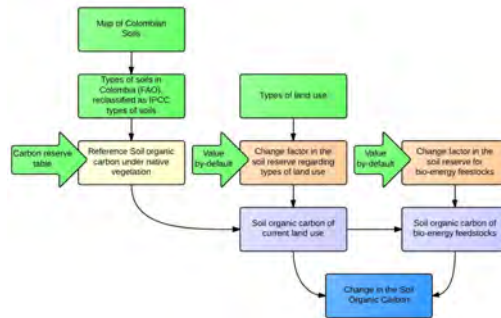 Map of Colombian
Soils
Types of soils in
Colombia (FAO),
reclassified as IPCC
types of soils
Types of land use
Carbon reserve
table
Reference Soil organic
carbon under native
vegetation
Value
by-default
Change factor in the
soil reserve regarding
types of land use
Value
by-default
Change factor in the
soil reserve for
bio-energy feestocks
Soil organic carbon of
current land use
Soil organic carbon of
bio-energy feedstocks
Change in the Soil
Organic Carbon